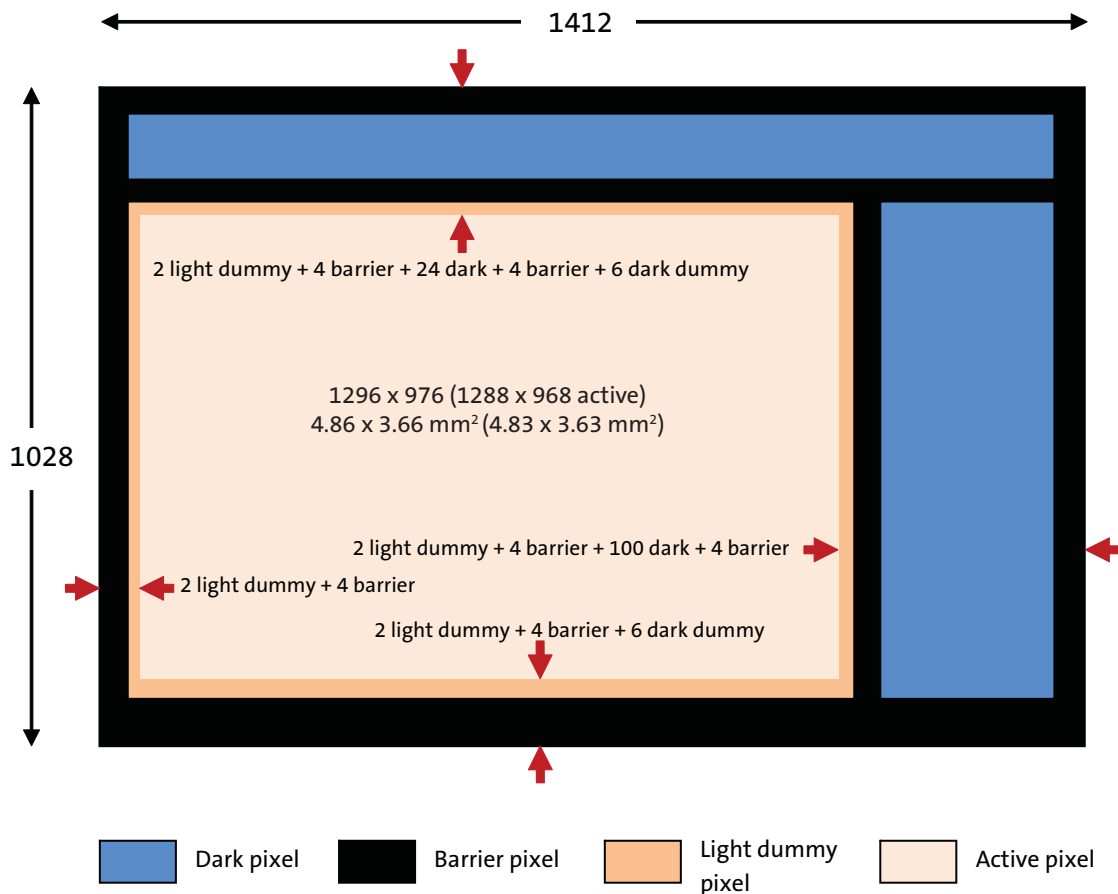 1412
2 light dummy + 4 barrier + 24 dark + 4 barrier + 6 dark dummy
1296 x 976 (1288 x 968 active)
4.86 x 3.66 mm² (4.83 x 3.63 mm²)
1028
2 light dummy + 4 barrier + 100 dark + 4 barrier
2 light dummy + 4 barrier
2 light dummy + 4 barrier + 6 dark dummy
Dark pixel
Barrier pixel
Light dummy
pixel
Active pixel